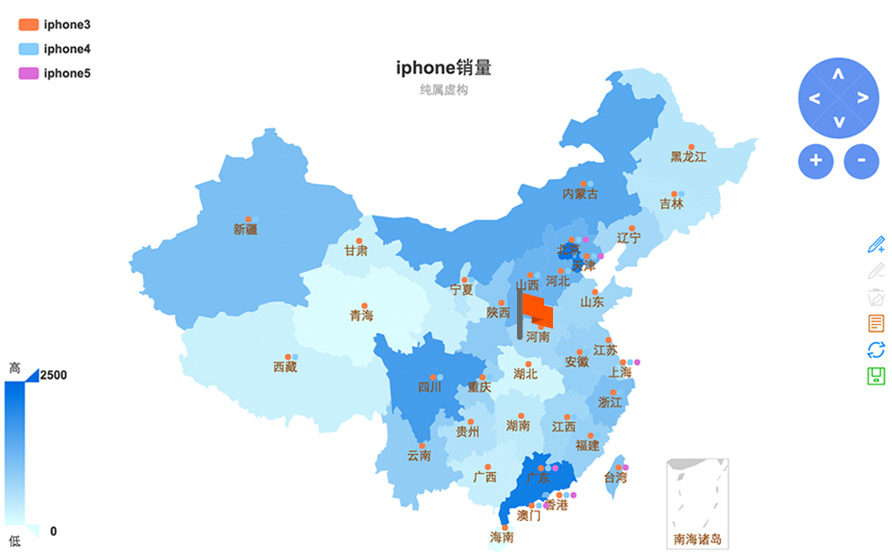 iphone3
iphone4
iphone5
iphone销量
纯属虚构
黑龙江
内蒙古
吉林
新疆
辽宁
甘肃
北京
天津
宁夏
山西
河北
山东
青海
陕西
河南
江苏
西藏
安徽
湖北
上海
四川
重庆
浙江
贵州
湖南
江西
福建
云南
广西
广东
台湾
香港
澳门
海南
南海诸岛
高
2500
0
低
+
-